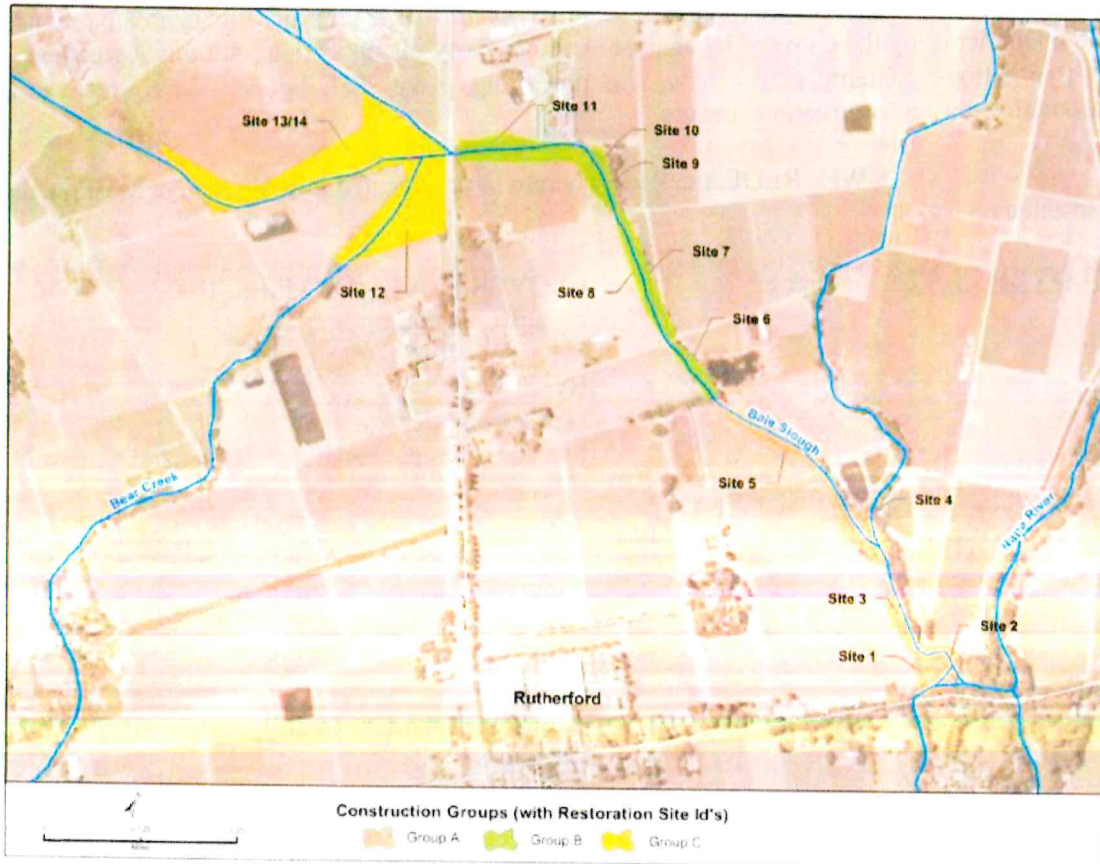 Site 11
Site 13/14
Site 10
Site 9
Site 7
Site 12
Site 8
Site 6
Bale Slough
Site 5
Bear Creek
Site 4
Napa River
Site 3
Site 2
Site 1
Rutherford
Construction Groups (with Restoration Site Id's)
Group A
Group B
Group C